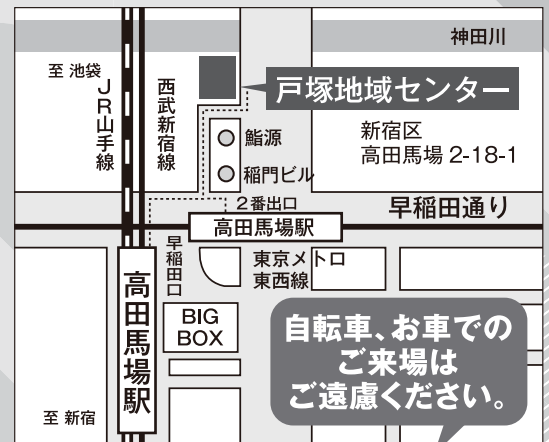 神田川
至 池袋
JR山手線
西武新宿線
戸塚地域センター
新宿区
高田馬場 2-18-1
鮨源
稲門ビル
2番出口
早稲田通り
高田馬場駅
早稲田口
東京メトロ
東西線
高田馬場駅
BIG
BOX
自転車、お車での
ご来場は
ご遠慮ください。
至 新宿